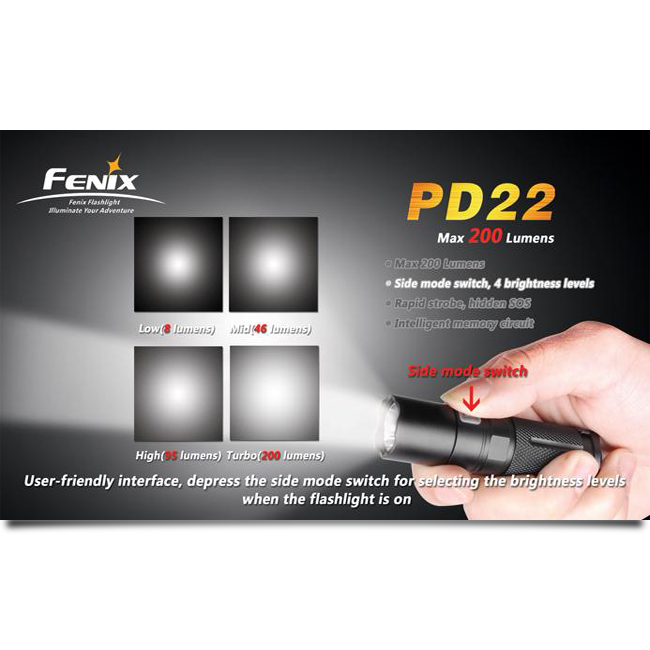 FENIX
Fenix Flashlight
Illuminate Your Adventure
PD22
Max 200 Lumens
• Max 200 Lumens
• Side mode switch, 4 brightness levels
• Rapid strobe, hidden SOS
• Intelligent memory circuit
Low(8 lumens) Mid(46 lumens)
Side mode switch
High(95 lumens) Turbo(200 lumens)
User-friendly interface, depress the side mode switch for selecting the brightness levels
when the flashlight is on